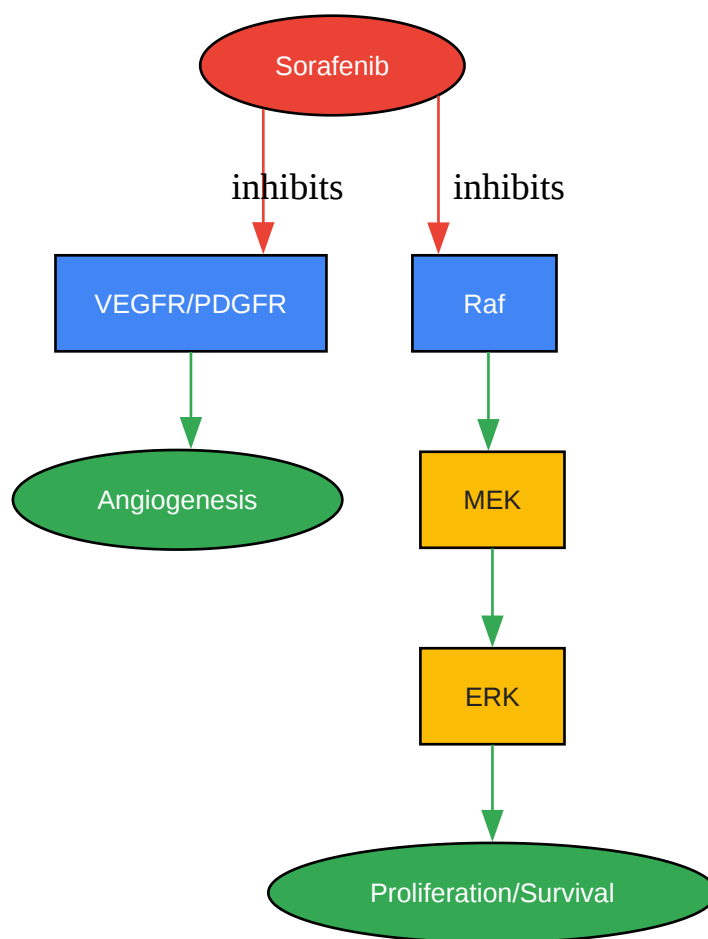 Sorafenib
inhibits
inhibits
VEGFR/PDGFR
Raf
Angiogenesis
MEK
ERK
Proliferation/Survival